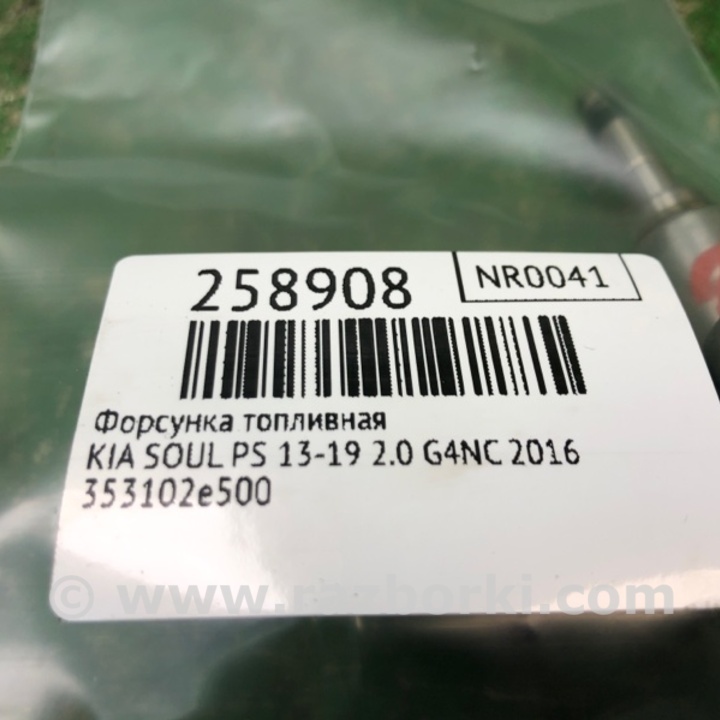 258908
NR0041
Форсунка топливная
KIA SOUL PS 13-19 2.0 G4NC 2016
353102e500
© www.razborki.com